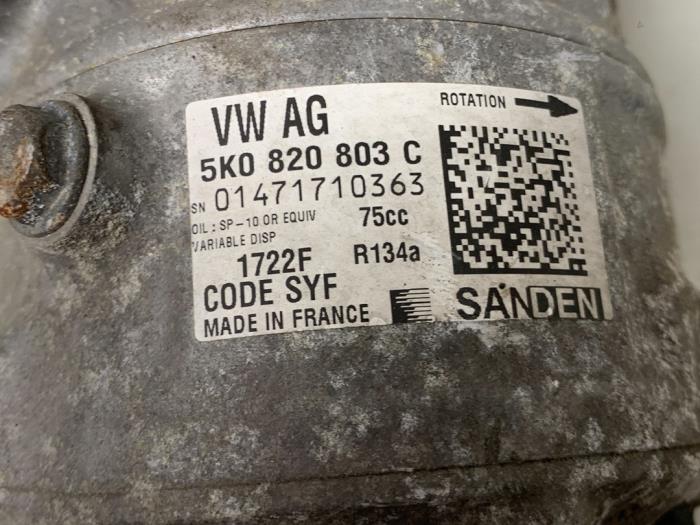 VW AG
ROTATION
5K0 820 803 C
SN 01471710363
OIL : SP-10 OR EQUIV 75cc
VARIABLE DISP
1722F R134a
CODE SYF
MADE IN FRANCE
SANDEN